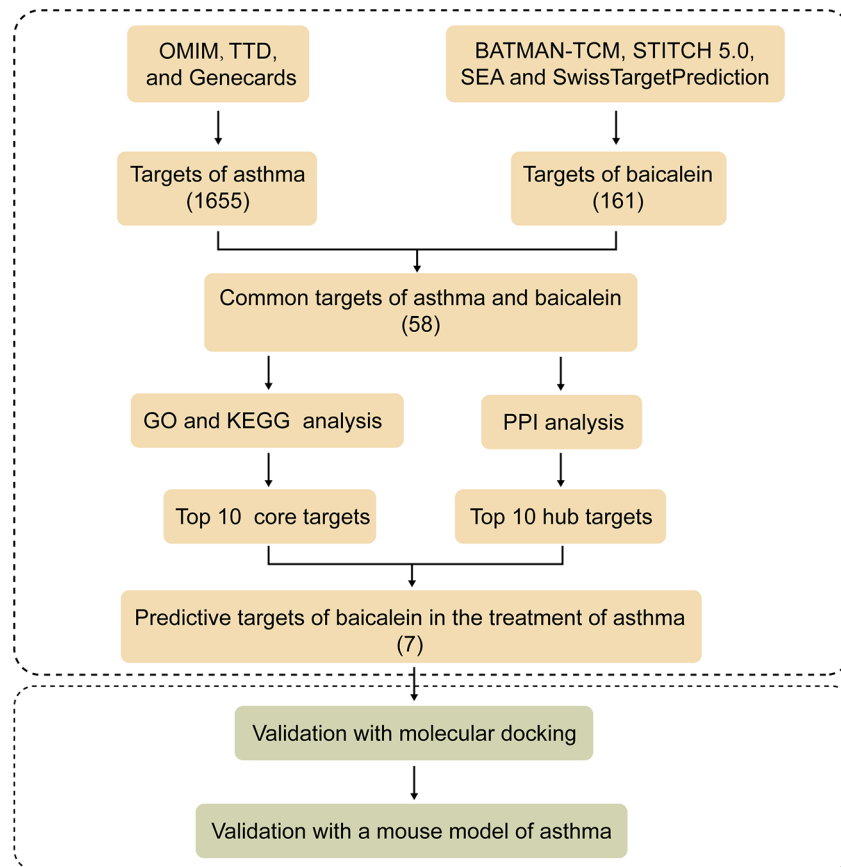 OMIM, TTD,
and Genecards
BATMAN-TCM, STITCH 5.0,
SEA and SwissTargetPrediction
Targets of asthma
(1655)
Targets of baicalein
(161)
Common targets of asthma and baicalein
(58)
GO and KEGG analysis
PPI analysis
Top 10 core targets
Top 10 hub targets
Predictive targets of baicalein in the treatment of asthma
(7)
Validation with molecular docking
Validation with a mouse model of asthma